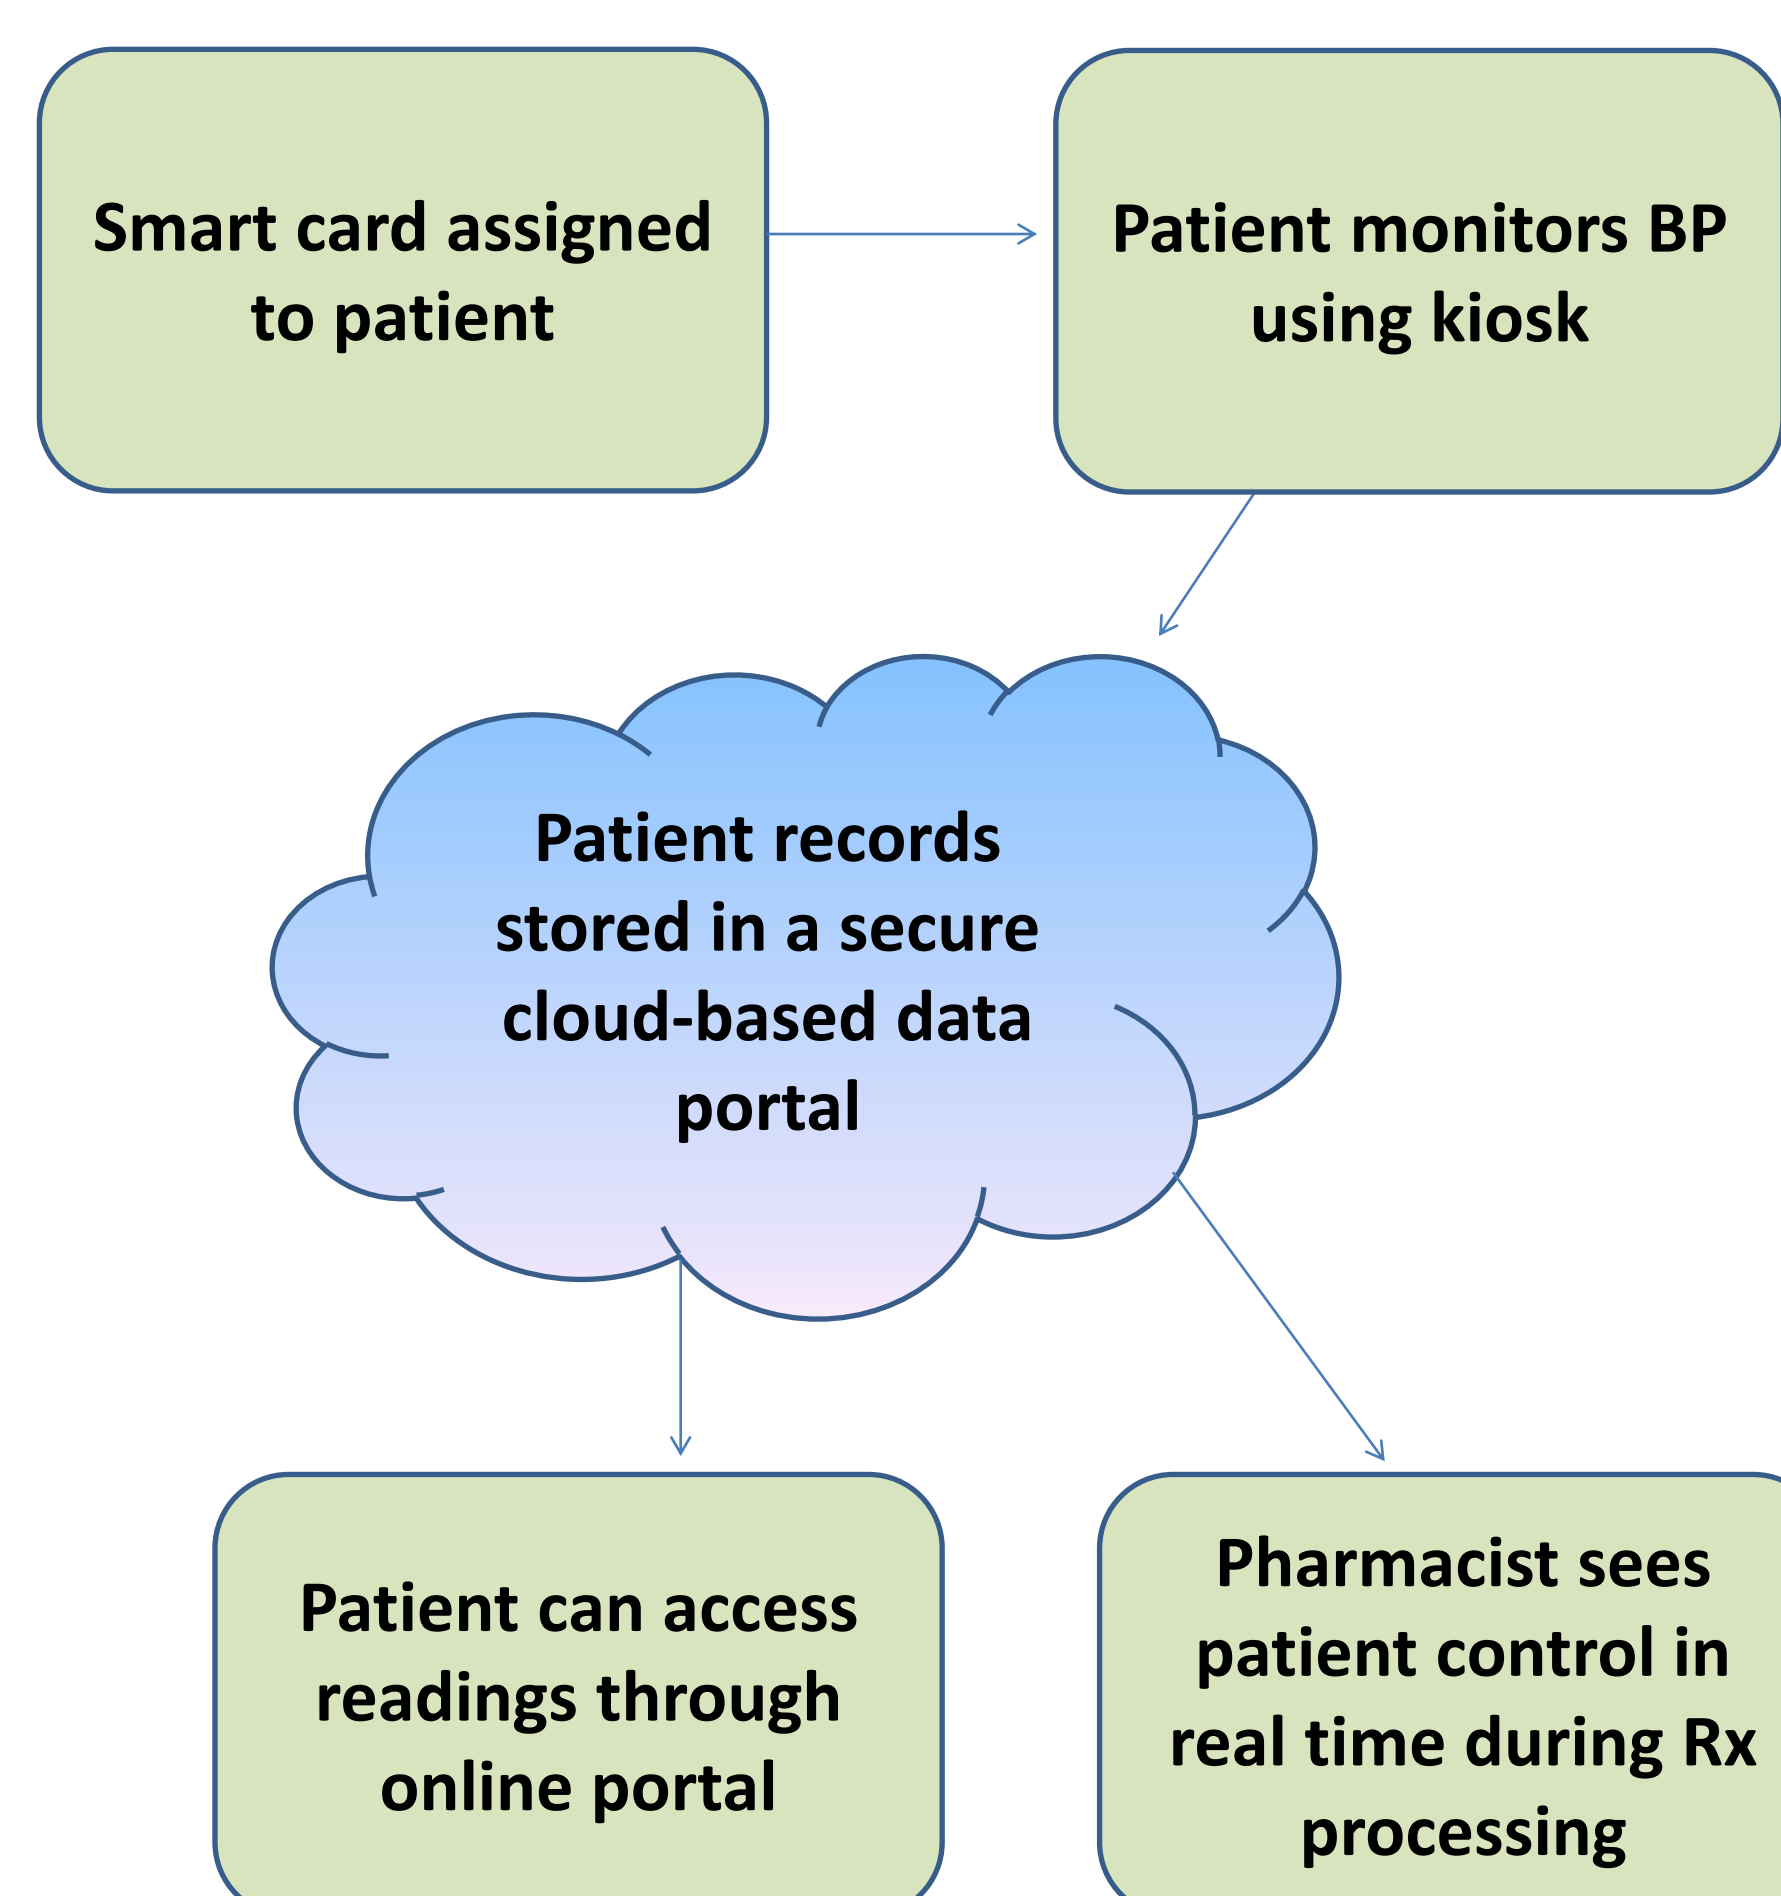 Smart card assigned
to patient
Patient monitors BP
using kiosk
Patient records
stored in a secure
cloud-based data
portal
Patient can access
readings through
online portal
Pharmacist sees
patient control in
real time during Rx
processing